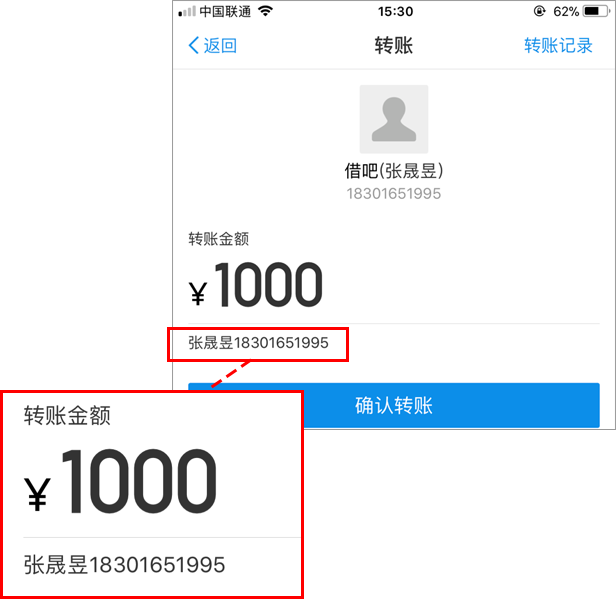 中国联通 15:30 62%
返回 转账 转账记录
借吧(张晟昱)
18301651995
转账金额
¥1000
张晟昱18301651995
确认转账
转账金额
¥1000
张晟昱18301651995